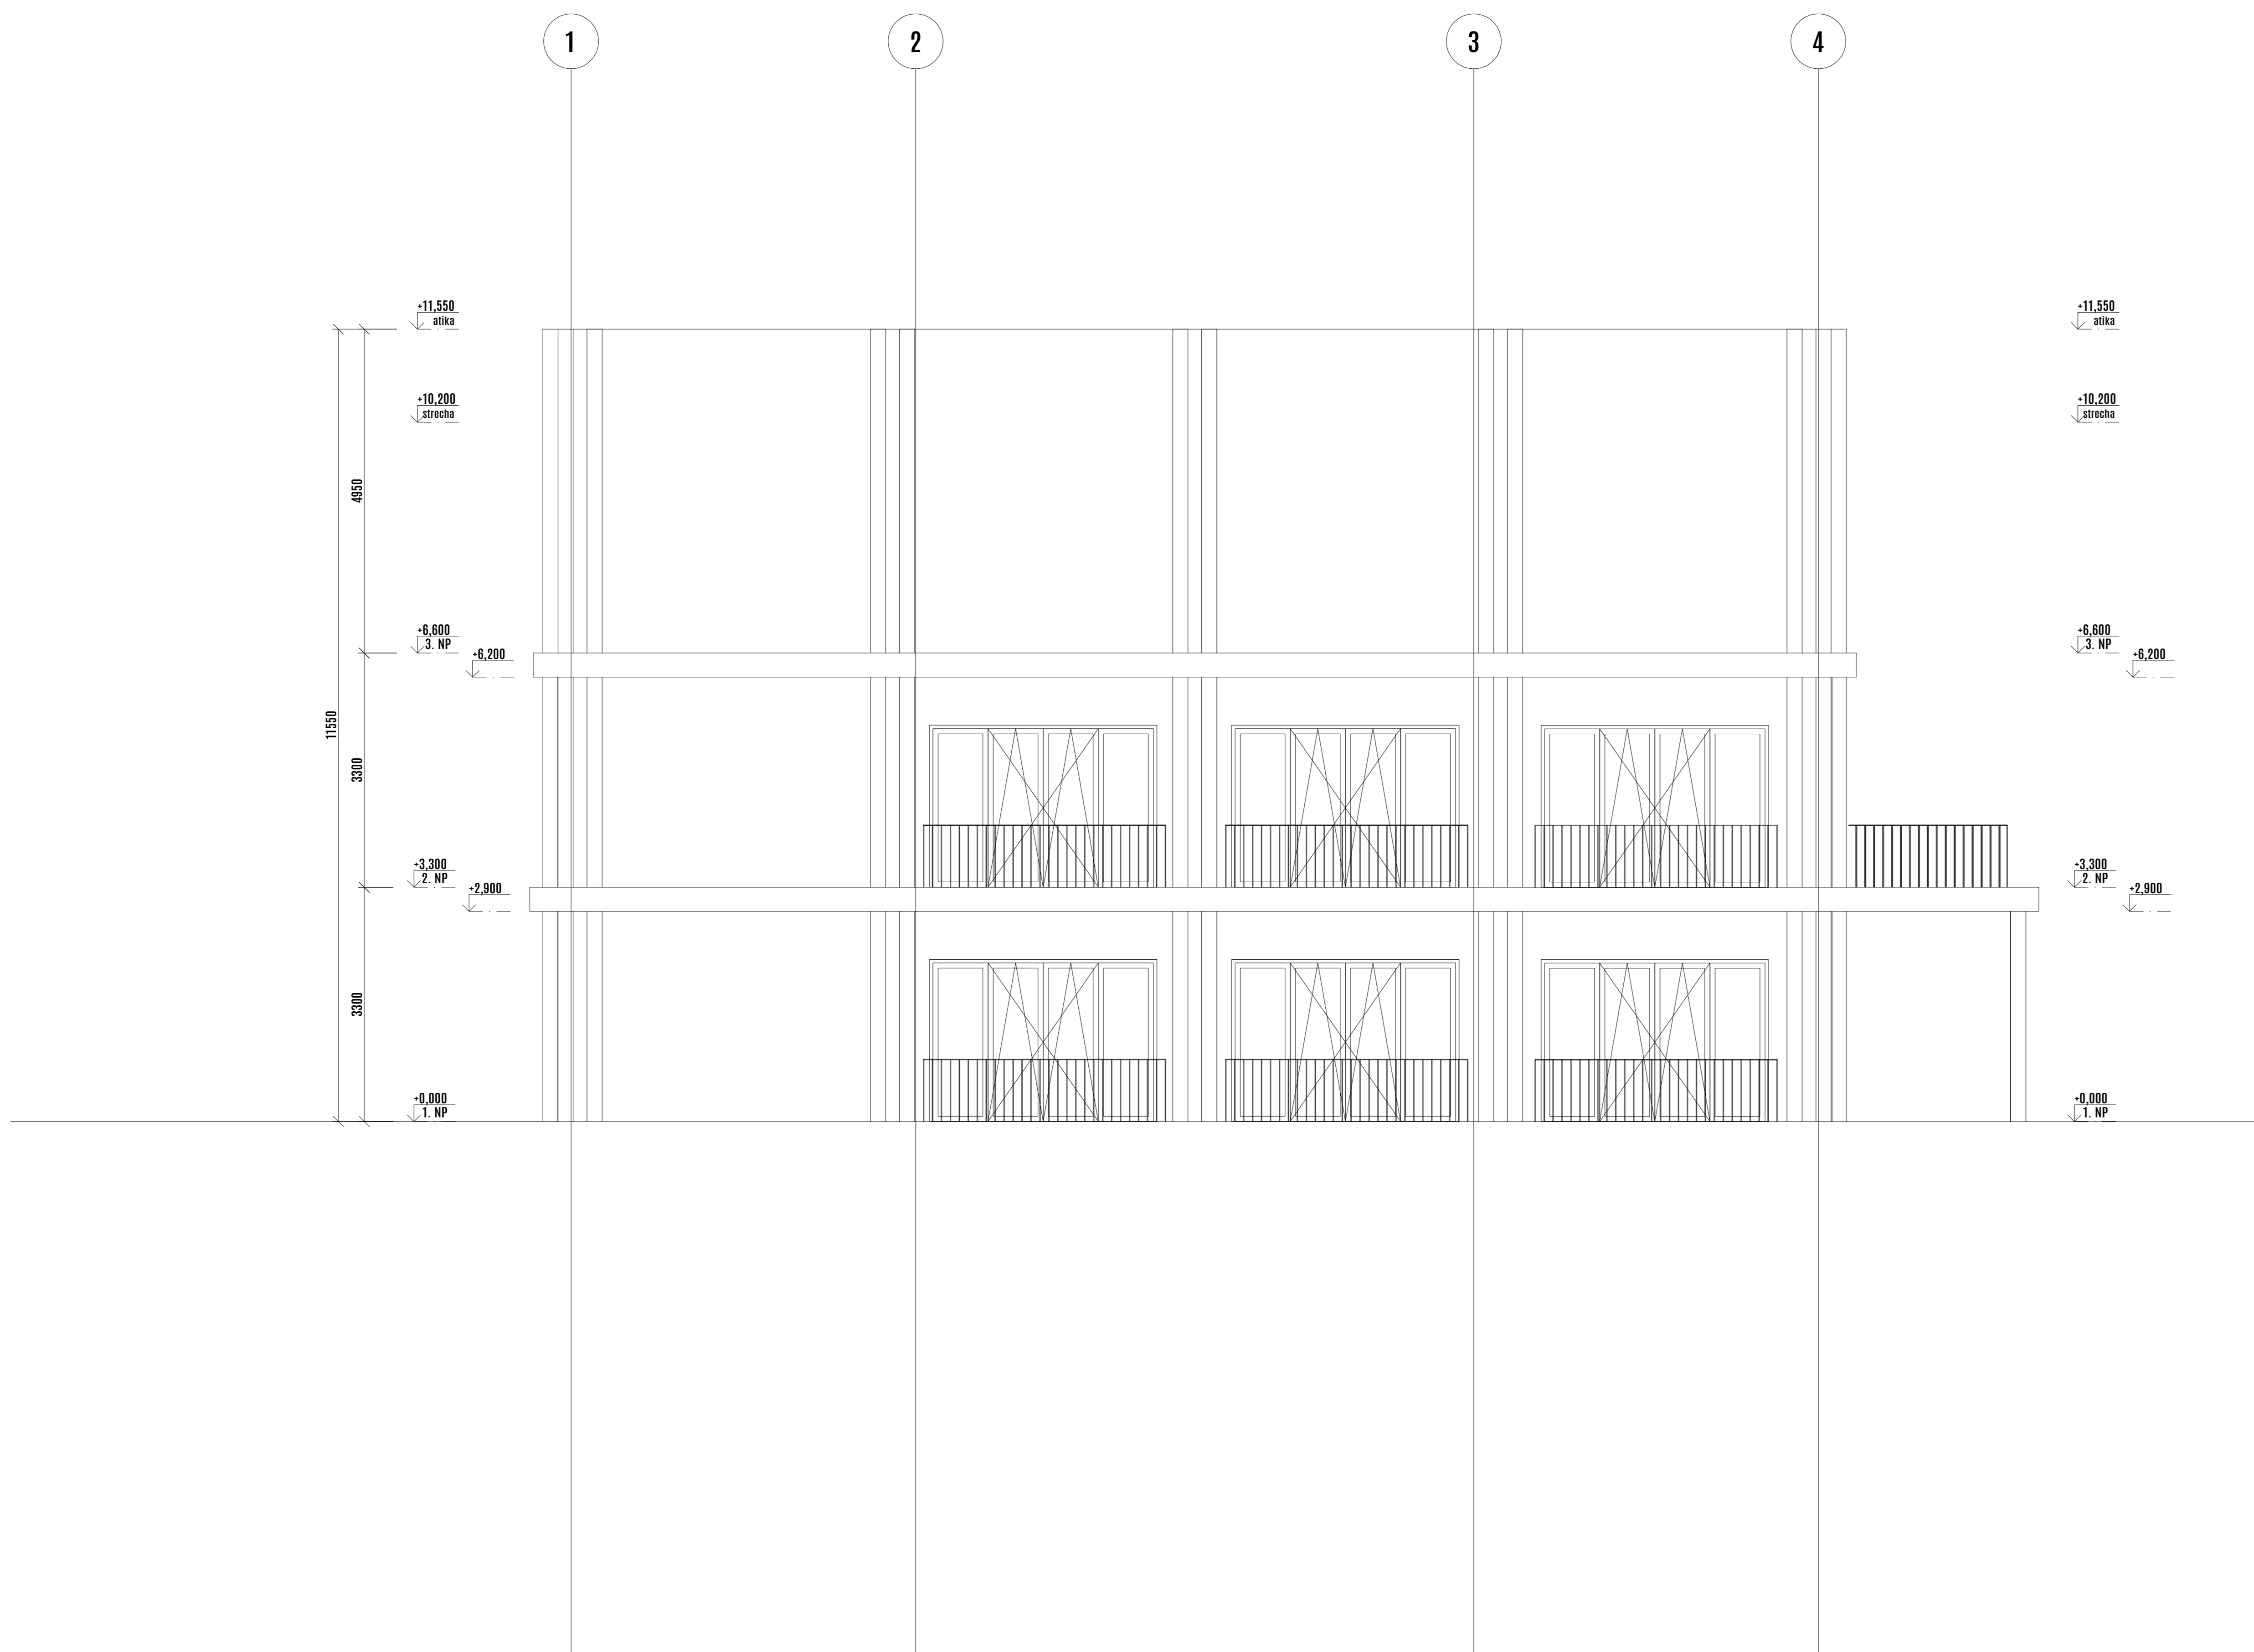 1
2
3
4
+11,550
atika
+11,550
atika
+10,200
strecha
+10,200
strecha
4950
+6,600
3. NP
+6,200
+6,600
3. NP
+6,200
11550
3300
+3,300
2. NP
+2,900
+3,300
2. NP
+2,900
3300
+0,000
1. NP
+0,000
1. NP